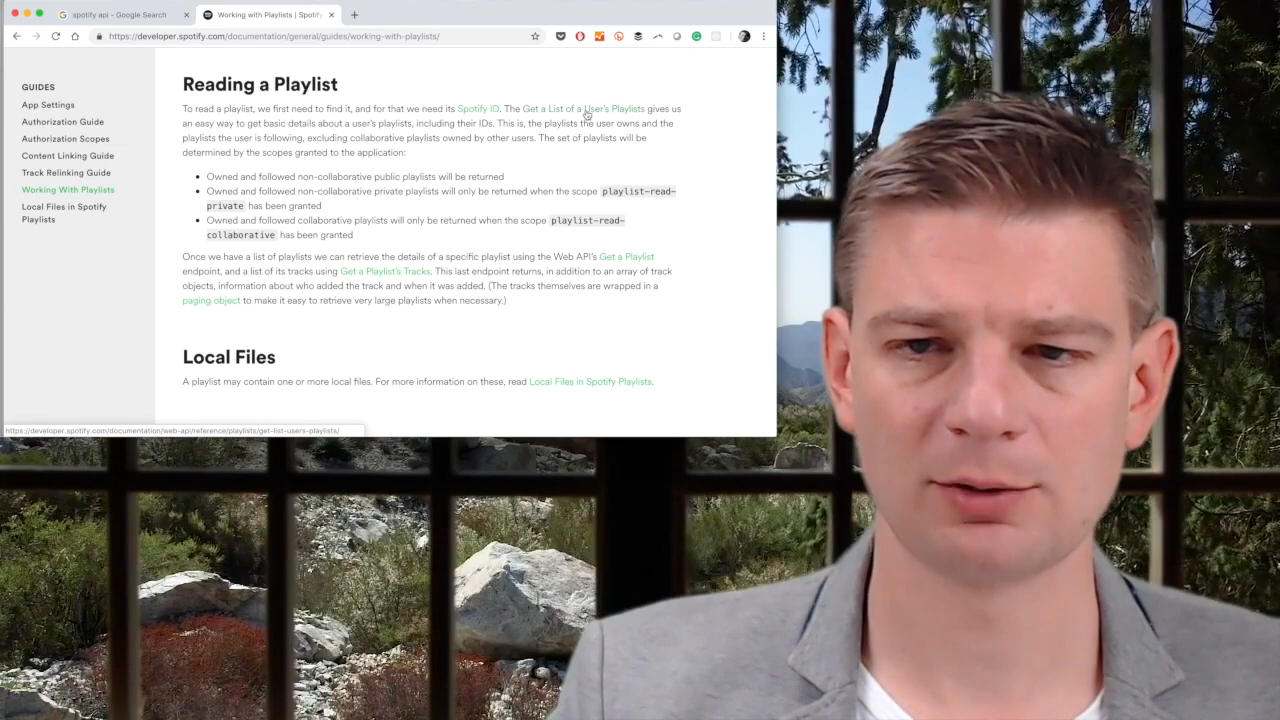 spotify api - Google Search
Working with Playlists | Spotify
https://developer.spotify.com/documentation/general/guides/working-with-playlists/
GUIDES
App Settings
Authorization Guide
Authorization Scopes
Content Linking Guide
Track Relinking Guide
Working With Playlists
Local Files in Spotify
Playlists
Reading a Playlist
To read a playlist, we first need to find it, and for that we need its Spotify ID. The Get a List of a User's Playlists gives us
an easy way to get basic details about a user's playlists, including their IDs. This is, the playlists the user owns and the
playlists the user is following, excluding collaborative playlists owned by other users. The set of playlists will be
determined by the scopes granted to the application:
• Owned and followed non-collaborative public playlists will be returned
• Owned and followed non-collaborative private playlists will only be returned when the scope playlist-read-
private has been granted
• Owned and followed collaborative playlists will only be returned when the scope playlist-read-
collaborative has been granted
Once we have a list of playlists we can retrieve the details of a specific playlist using the Web API's Get a Playlist
endpoint, and a list of its tracks using Get a Playlist's Tracks. This last endpoint returns, in addition to an array of track
objects, information about who added the track and when it was added. (The tracks themselves are wrapped in a
paging object to make it easy to retrieve very large playlists when necessary.)
Local Files
A playlist may contain one or more local files. For more information on these, read Local Files in Spotify Playlists.
https://developer.spotify.com/documentation/web-api/reference/playlists/get-list-users-playlists/